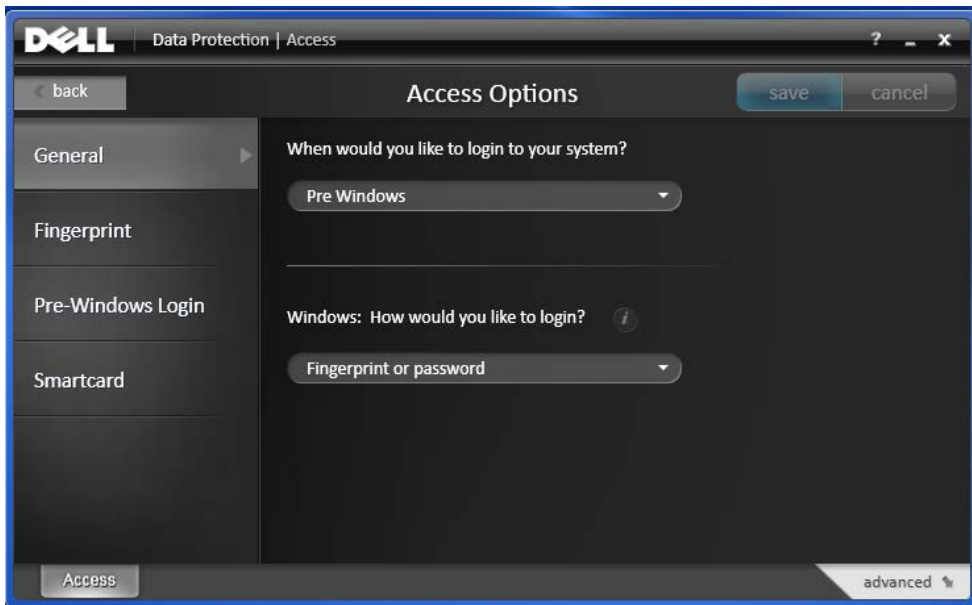 DELL Data Protection | Access ? - x
back Access Options save cancel
General
Fingerprint
Pre-Windows Login
Smartcard
When would you like to login to your system?
Pre Windows
Windows: How would you like to login? i
Fingerprint or password
Access advanced